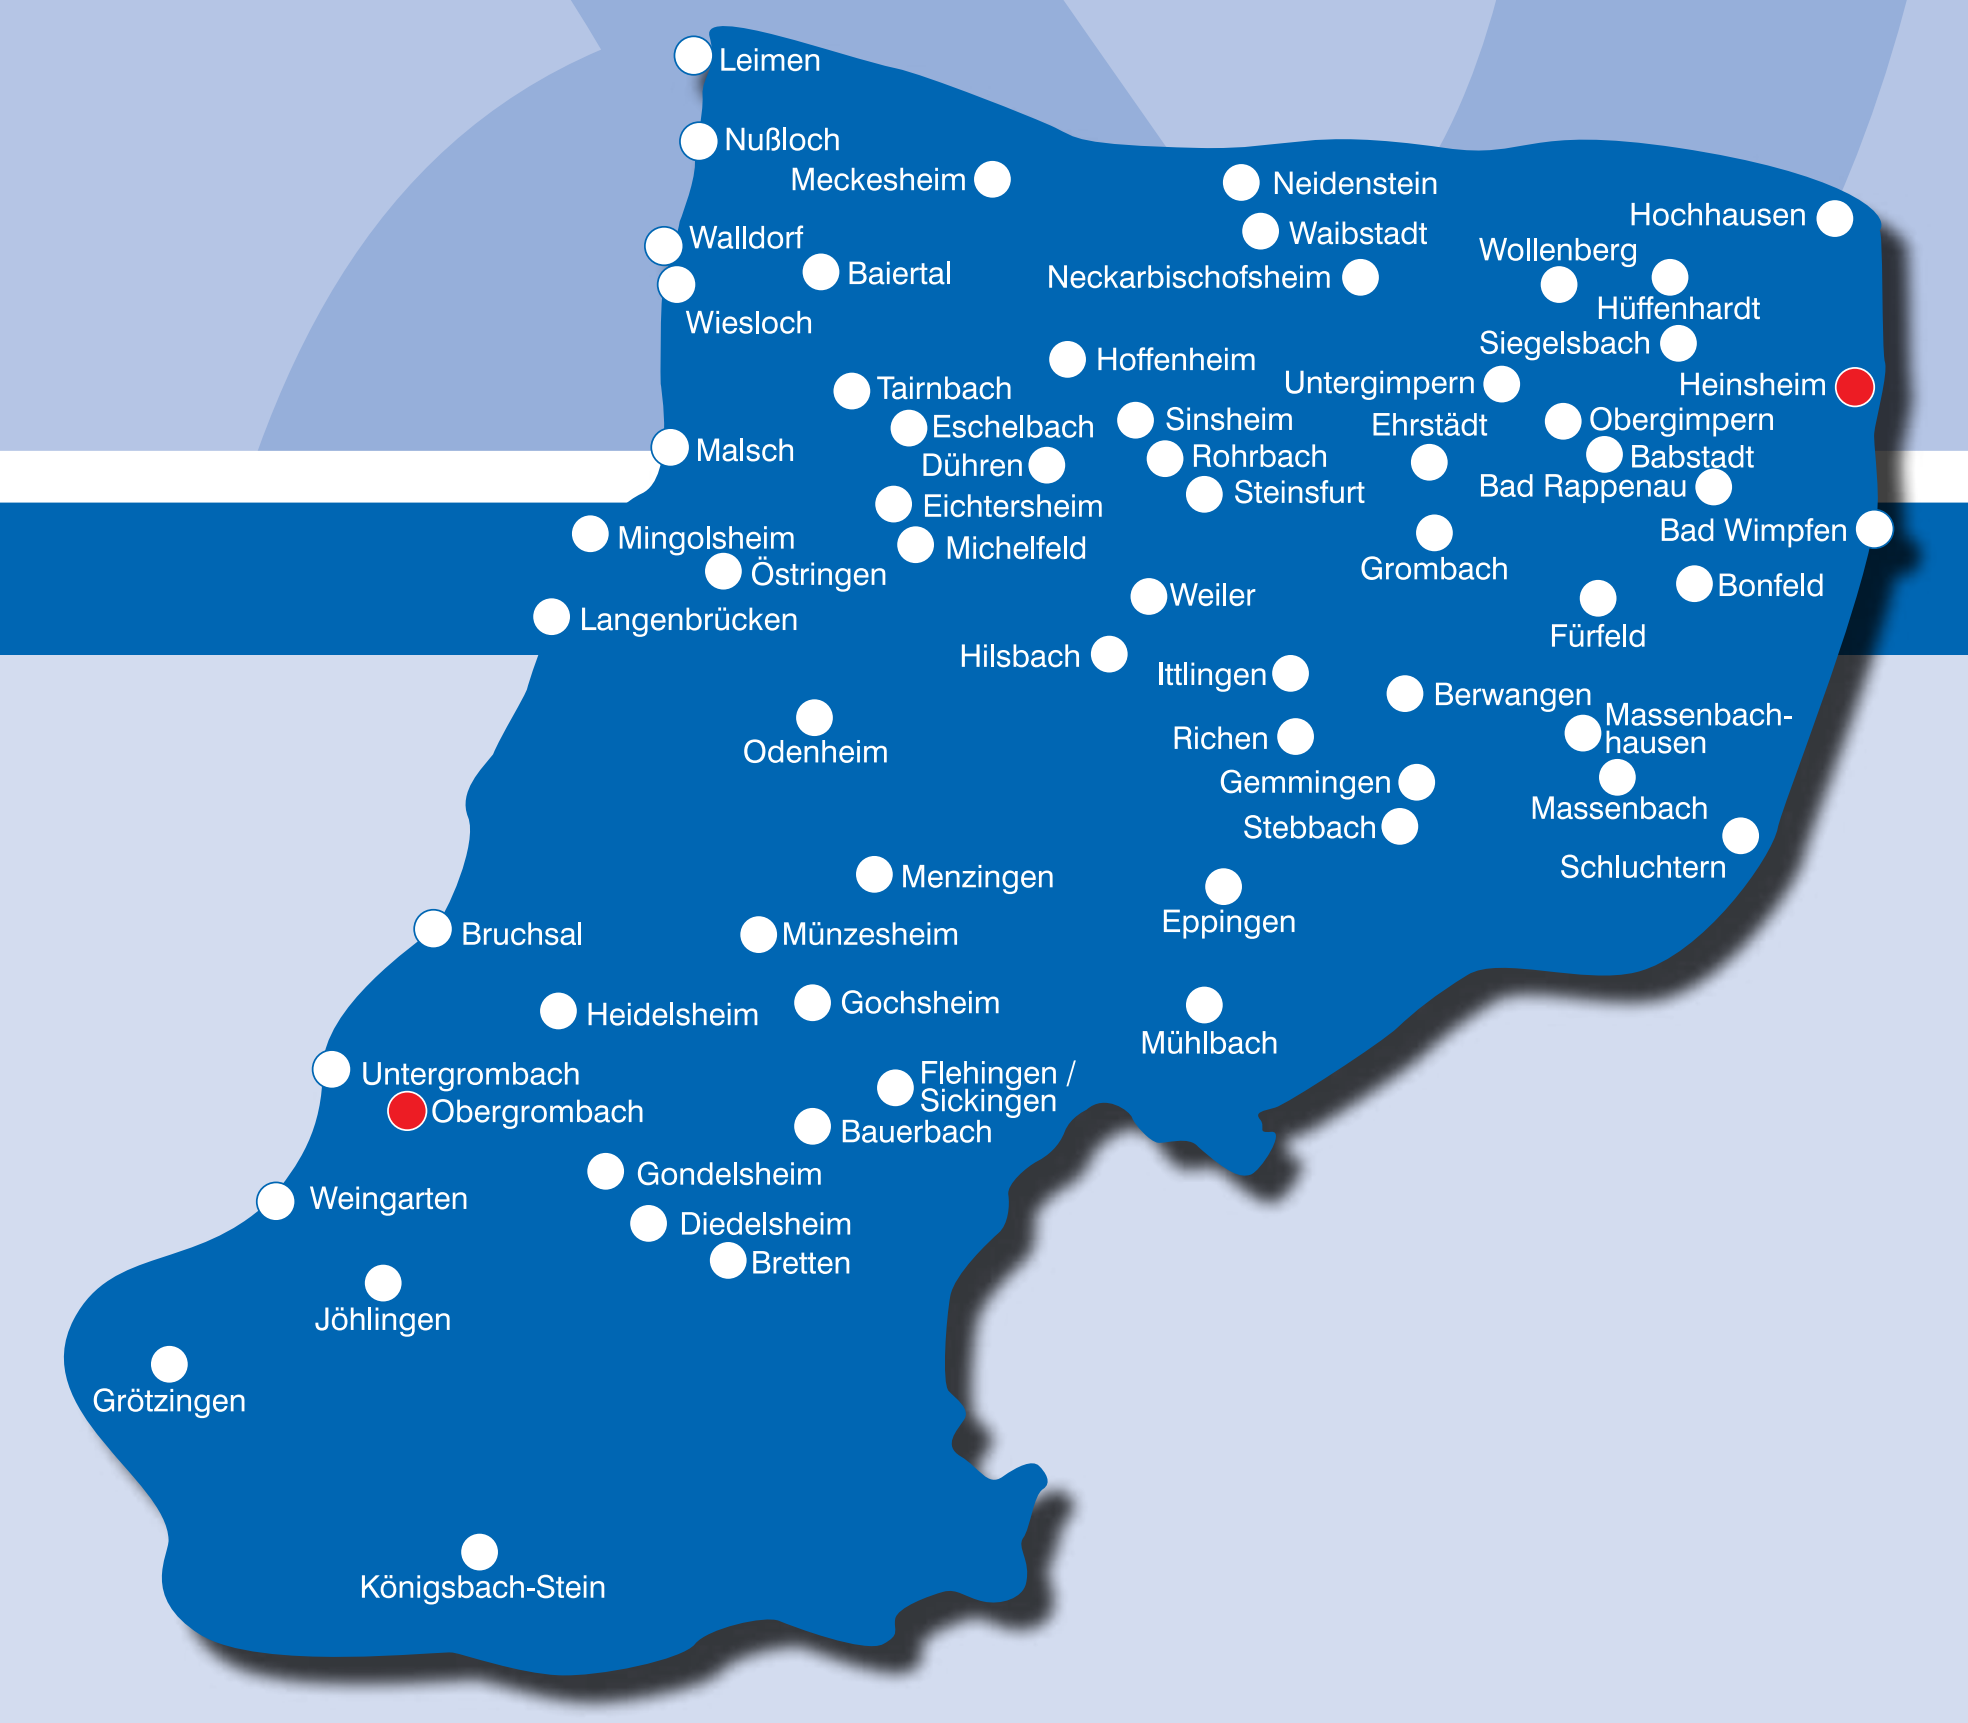 Leimen
Nußloch
Meckesheim
Neidenstein
Hochhausen
Waibstadt
Walldorf
Wollenberg
Baiertal
Neckarbischofsheim
Hüffenhardt
Wiesloch
Siegelsbach
Hoffenheim
Untergimpern
Heinsheim
Tairnbach
Sinsheim
Ehrstädt
Obergimpern
Eschelbach
Malsch
Dühren
Rohrbach
Babstadt
Steinsfurt
Bad Rappenau
Eichtersheim
Bad Wimpfen
Mingolsheim
Michelfeld
Grombach
Östringen
Bonfeld
Weiler
Langenbrücken
Fürfeld
Hilsbach
Ittlingen
Berwangen
Massenbach-
hausen
Odenheim
Richen
Gemmingen
Massenbach
Stebbach
Schluchtern
Menzingen
Eppingen
Bruchsal
Münzesheim
Gochsheim
Heidelsheim
Mühlbach
Untergrombach
Flehingen /
Sickingen
Obergrombach
Bauerbach
Gondelsheim
Weingarten
Diedelsheim
Bretten
Jöhlingen
Grötzingen
Königsbach-Stein